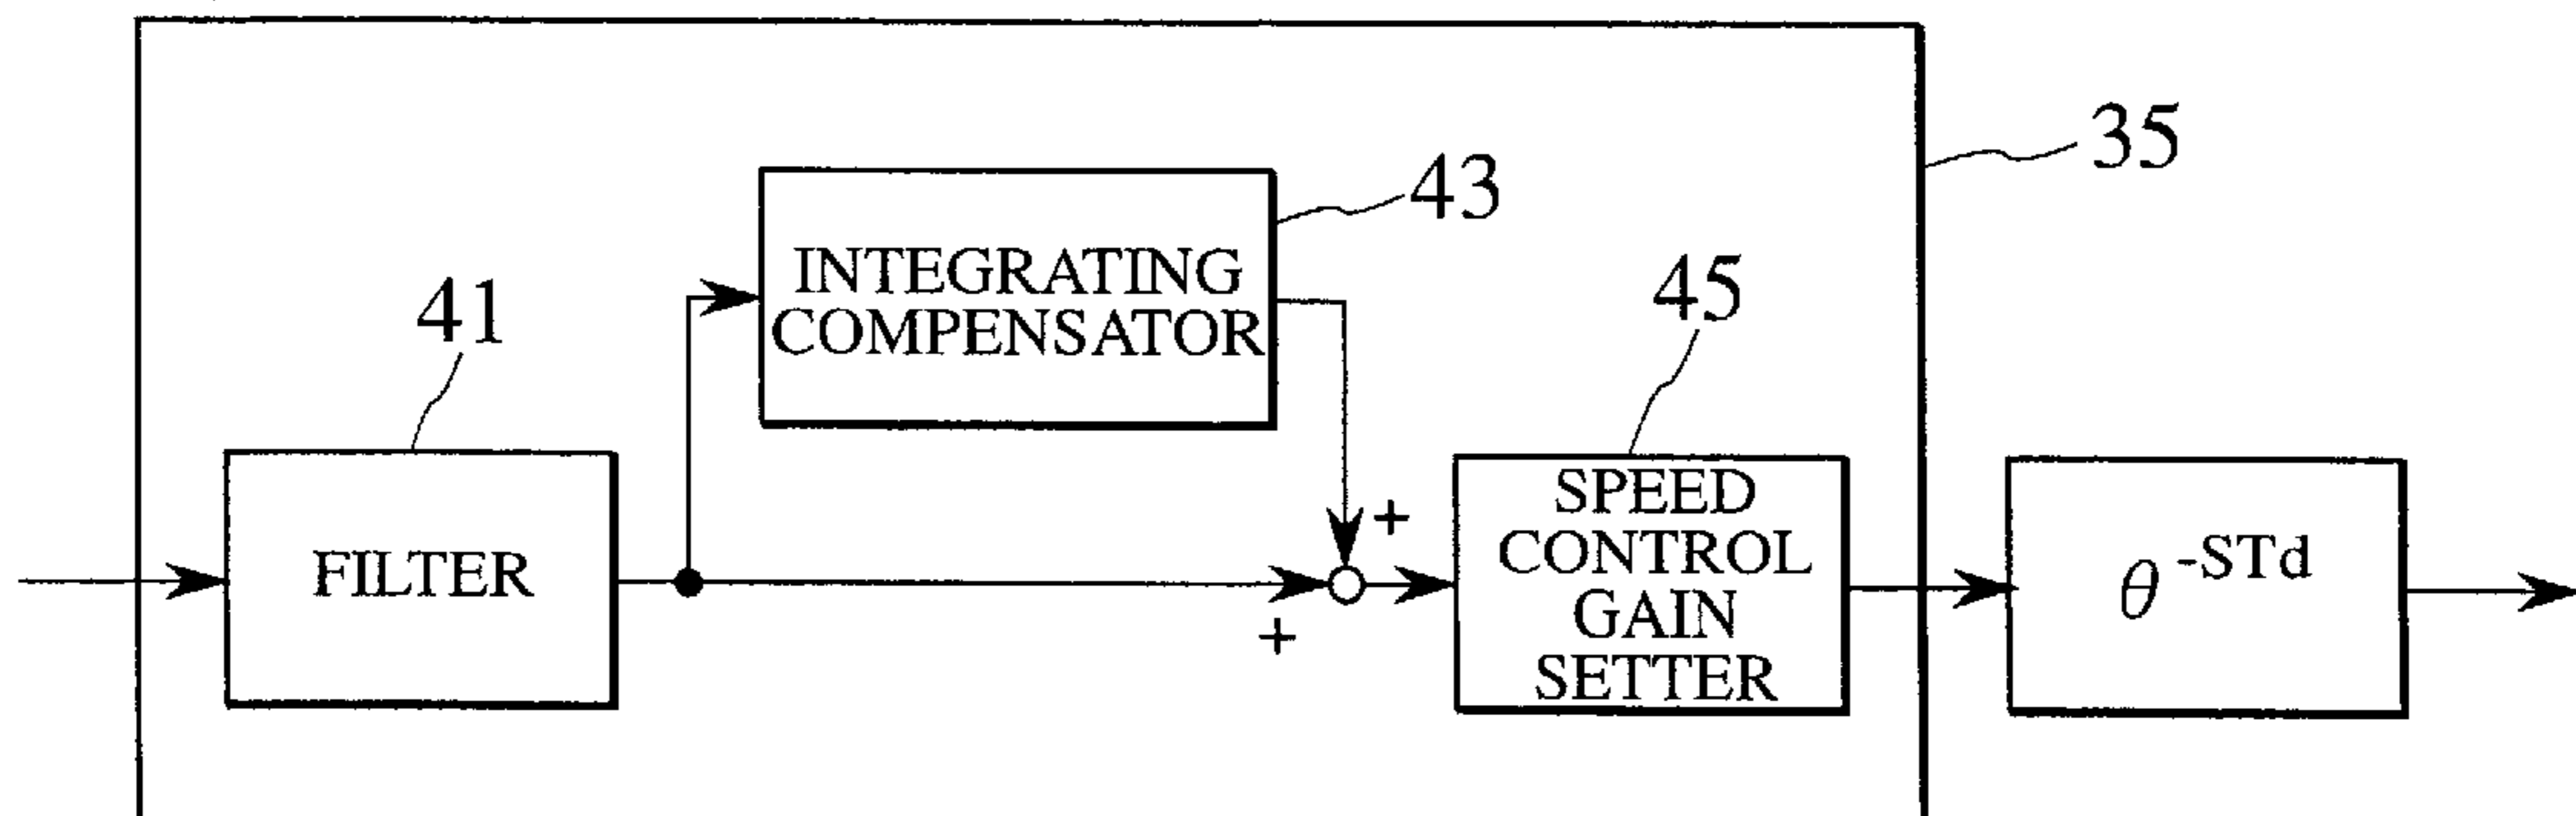 35
43
INTEGRATING
COMPENSATOR
41
45
FILTER
+
+
SPEED
CONTROL
GAIN
SETTER
θ^-STd